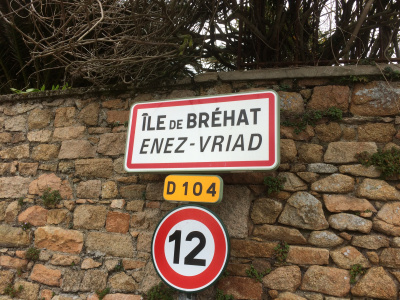 ÎLE DE BRÉHAT
ENEZ-VRIAD
D 104
12